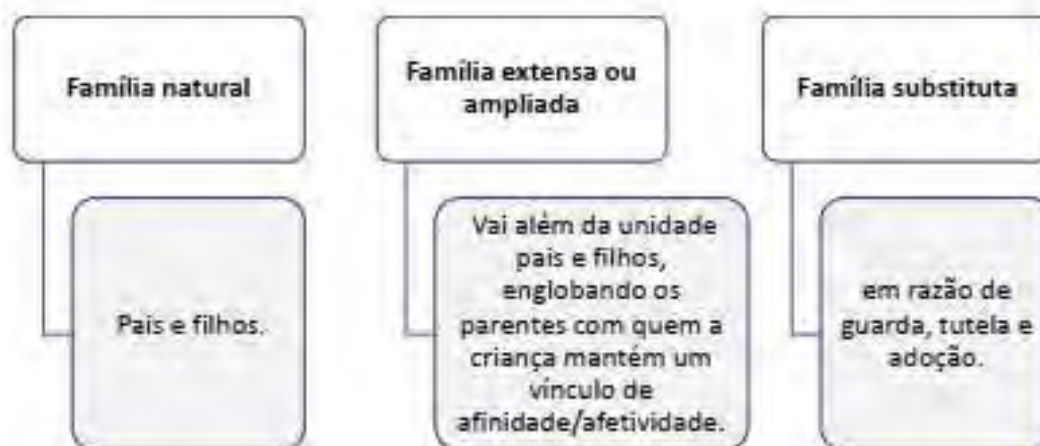 Família natural
Pais e filhos.
Família extensa ou
ampliada
Vai além da unidade
pais e filhos,
englobando os
parentes com quem a
criança mantém um
vínculo de
afinidade/afetividade.
Família substituta
em razão de
guarda, tutela e
adoção.